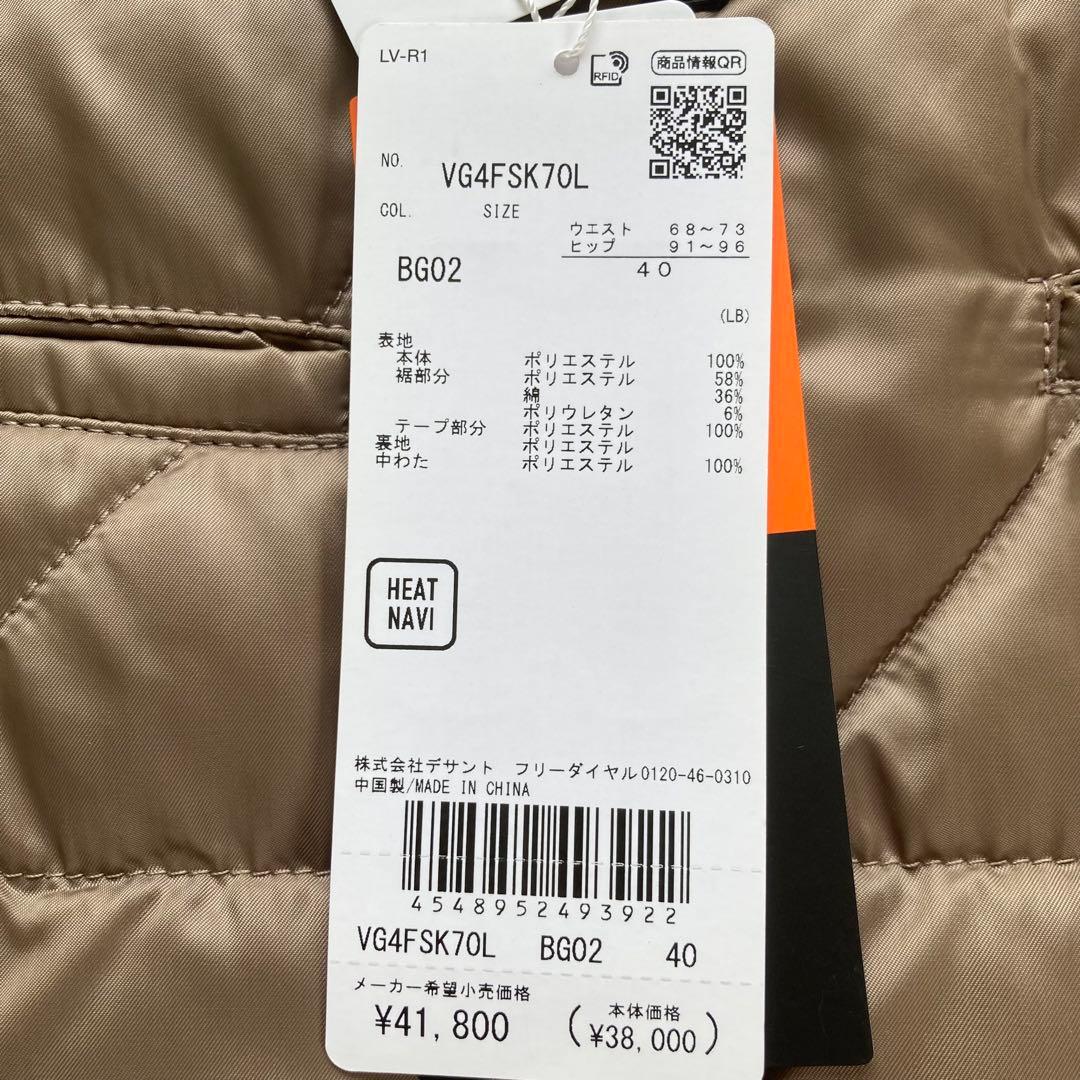 LV-R1
RFID
商品情報QR
NO. VG4FSK70L
COL. SIZE
ウエスト 68～73
ヒップ 91～96
BG02 40
(LB)
表地
本体 ポリエステル 100%
裾部分 ポリエステル 58%
綿 36%
ポリウレタン 6%
テープ部分 ポリエステル 100%
裏地 ポリエステル
中わた ポリエステル 100%
HEAT
NAVI
株式会社デサント フリーダイヤル0120-46-0310
中国製/MADE IN CHINA
4548952493922
VG4FSK70L BG02 40
メーカー希望小売価格
¥41,800 (本体価格 ¥38,000)